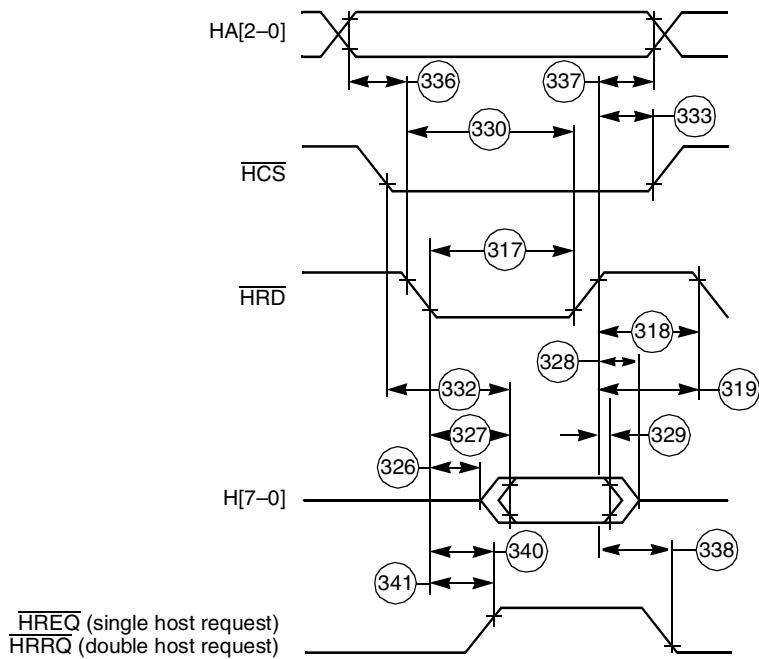 HA[2–0]
336
337
333
330
HCS
317
HRD
318
328
332
319
327
329
326
H[7–0]
340
338
341
HREQ (single host request)
HRRQ (double host request)